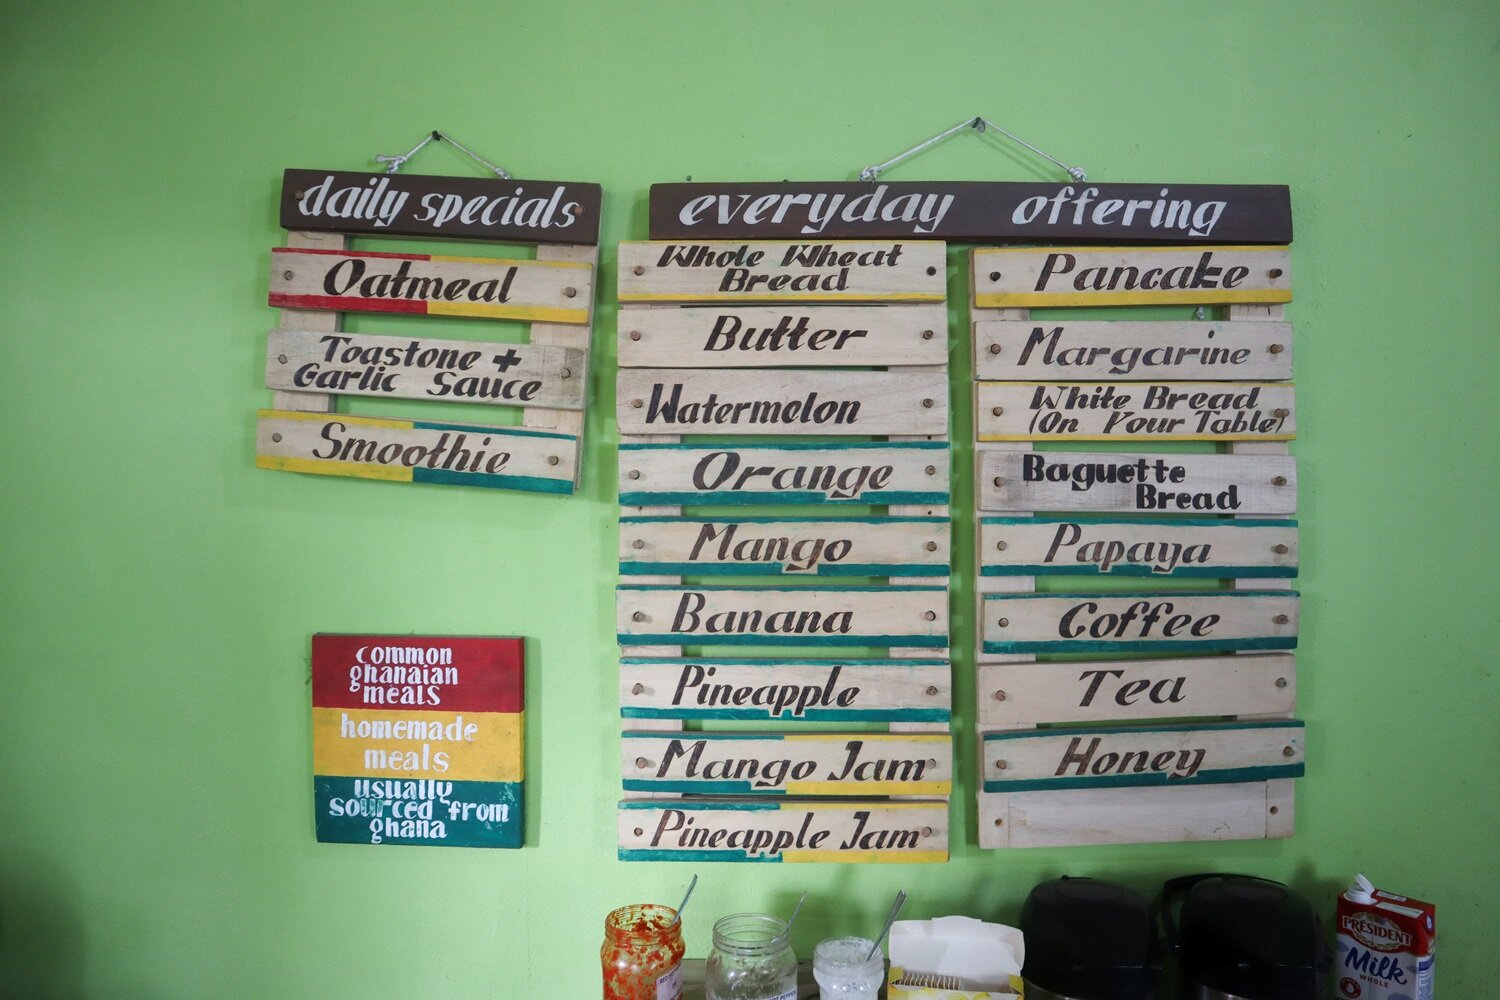 daily specials
Oatmeal
Toastone +
Garlic Sauce
Smoothie
common
ghanaian
meals
homemade
meals
usually
sourced from
ghana
everyday offering
Whole Wheat
Bread
Butter
Watermelon
Orange
Mango
Banana
Pineapple
Mango Jam
Pineapple Jam
Pancake
Margarine
White Bread
(On Your Table)
Baguette
Bread
Papaya
Coffee
Tea
Honey
PRÉSIDENT
Milk
WHOLE